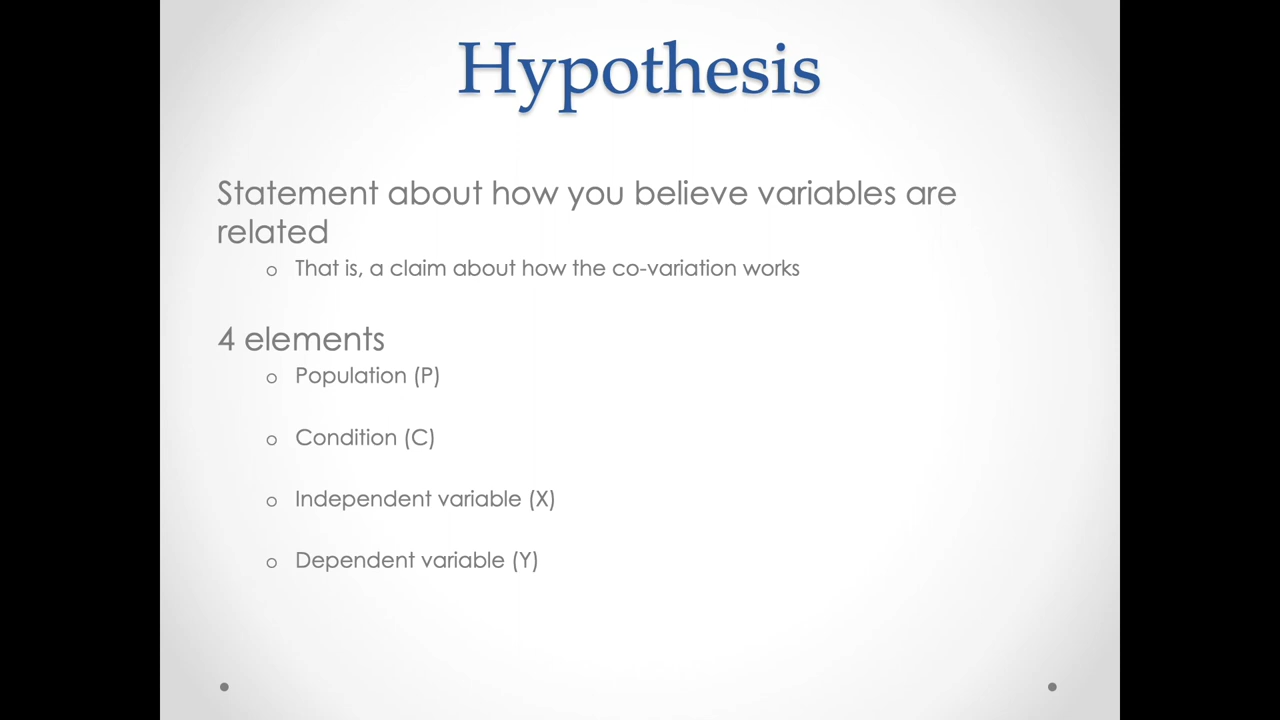 Hypothesis
Statement about how you believe variables are
related
o That is, a claim about how the co-variation works
4 elements
o Population (P)
o Condition (C)
o Independent variable (X)
o Dependent variable (Y)